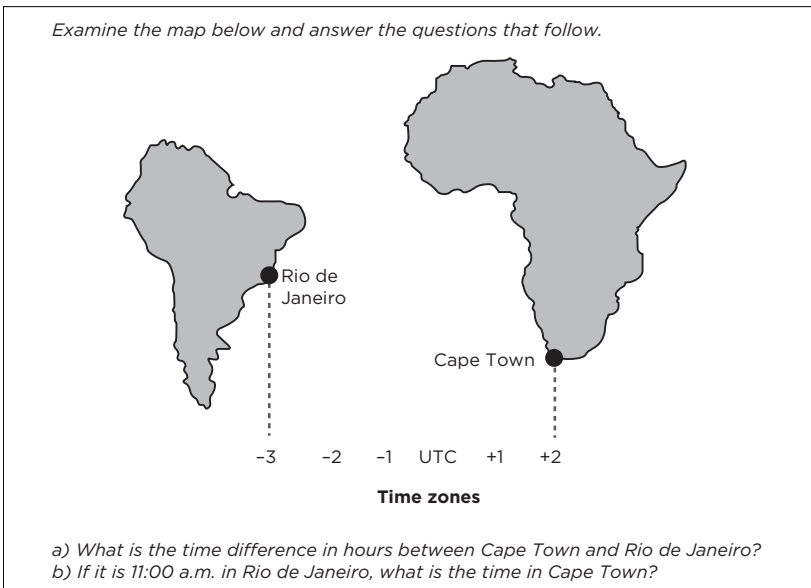 Examine the map below and answer the questions that follow.
Rio de
Janeiro
Cape Town
–3 –2 –1 UTC +1 +2
Time zones
a) What is the time difference in hours between Cape Town and Rio de Janeiro?
b) If it is 11:00 a.m. in Rio de Janeiro, what is the time in Cape Town?